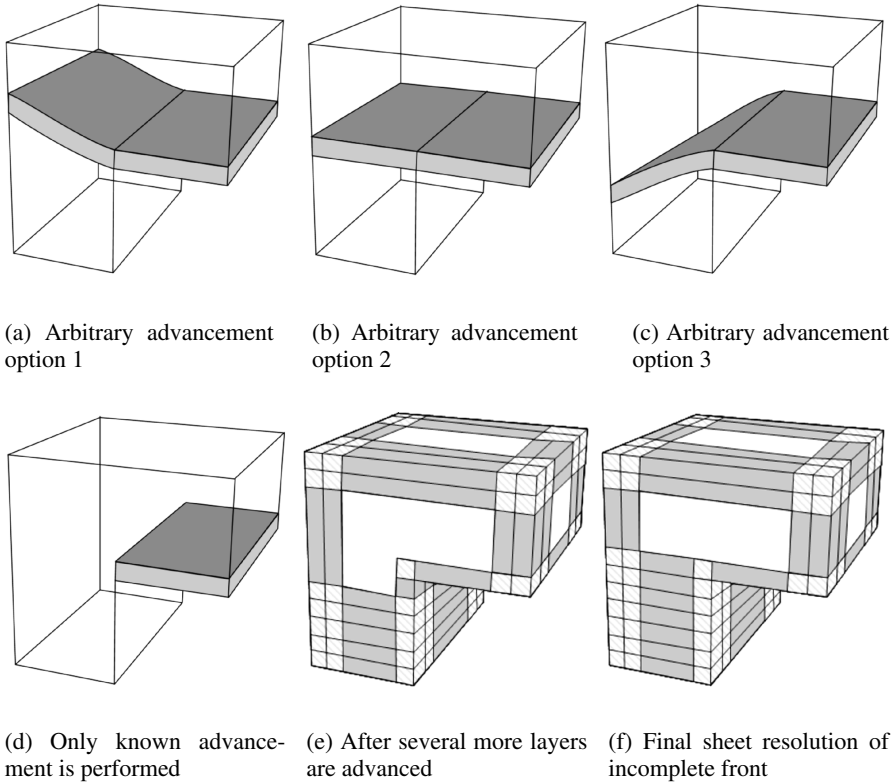 (a) Arbitrary advancement
option 1
(b) Arbitrary advancement
option 2
(c) Arbitrary advancement
option 3
(d) Only known advance-
ment is performed
(e) After several more layers
are advanced
(f) Final sheet resolution of
incomplete front